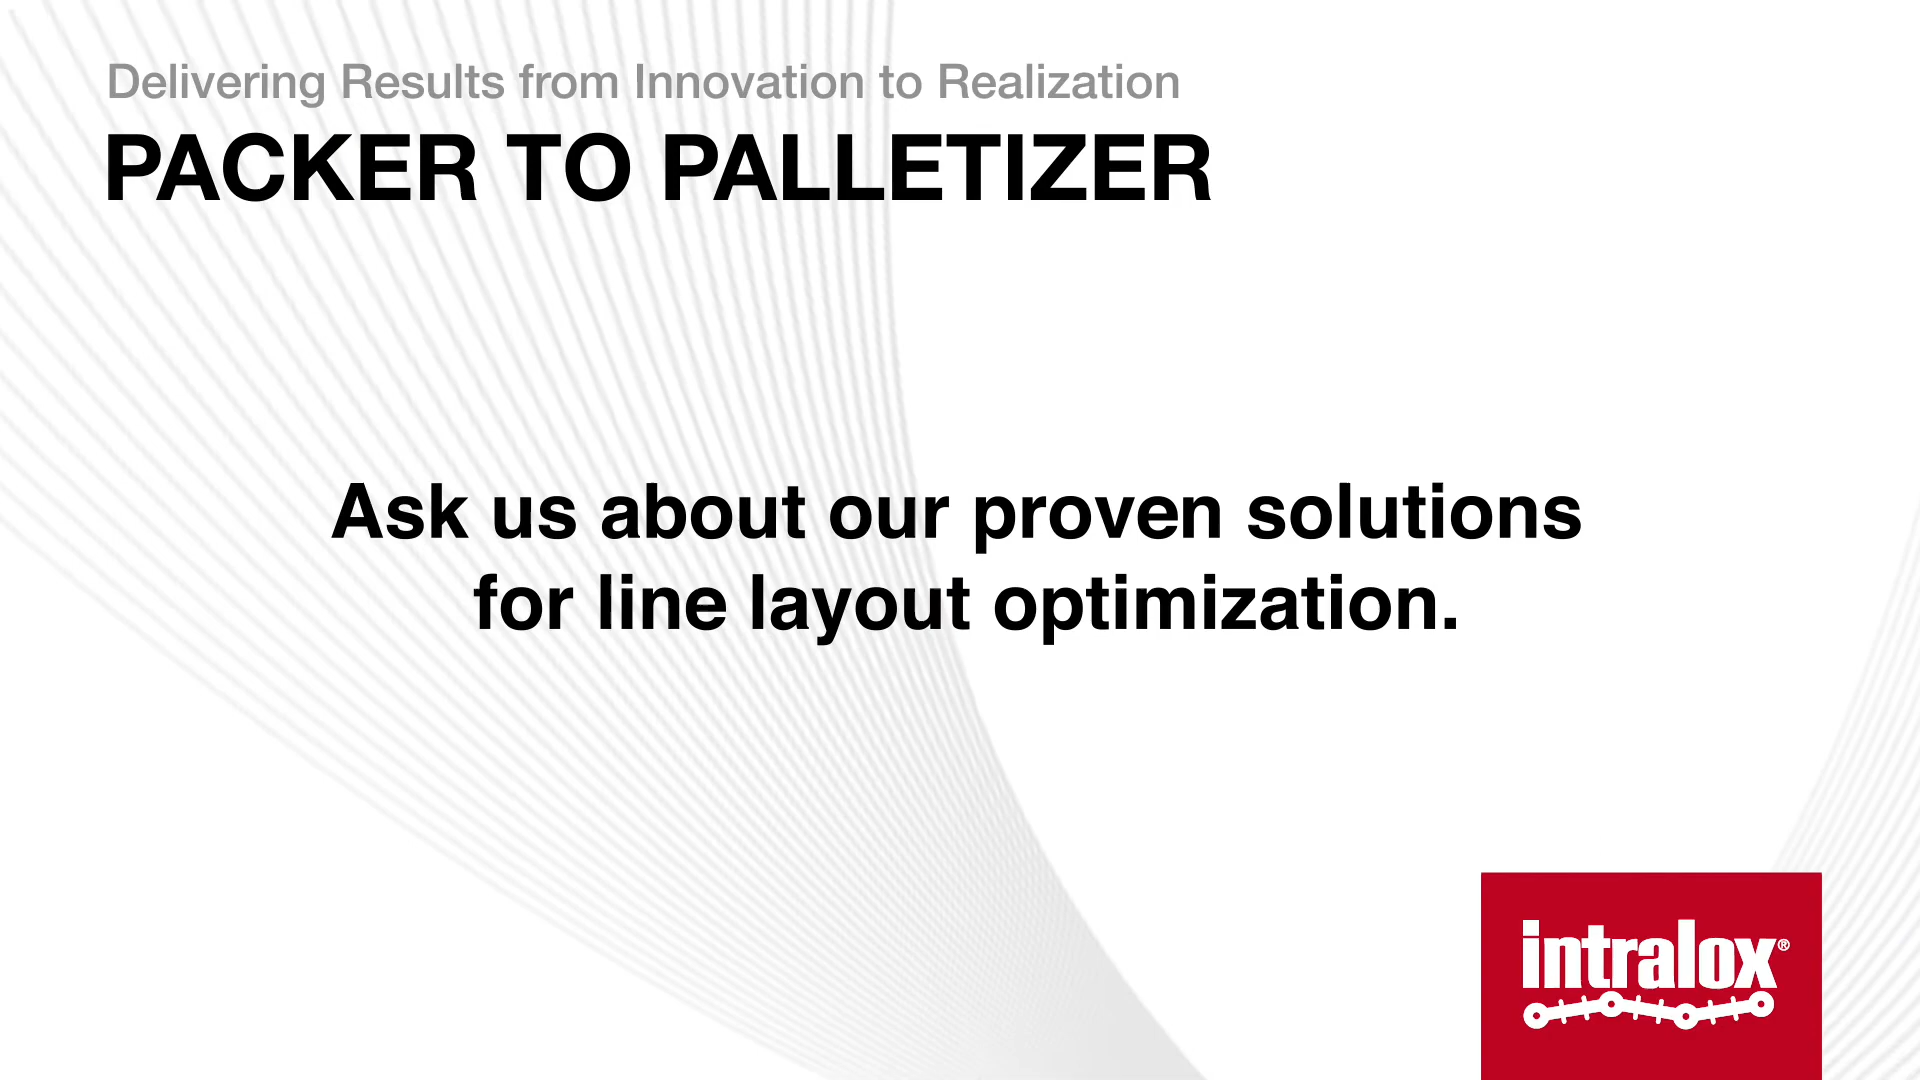 Delivering Results from Innovation to Realization
PACKER TO PALLETIZER
Ask us about our proven solutions
for line layout optimization.
intralox®